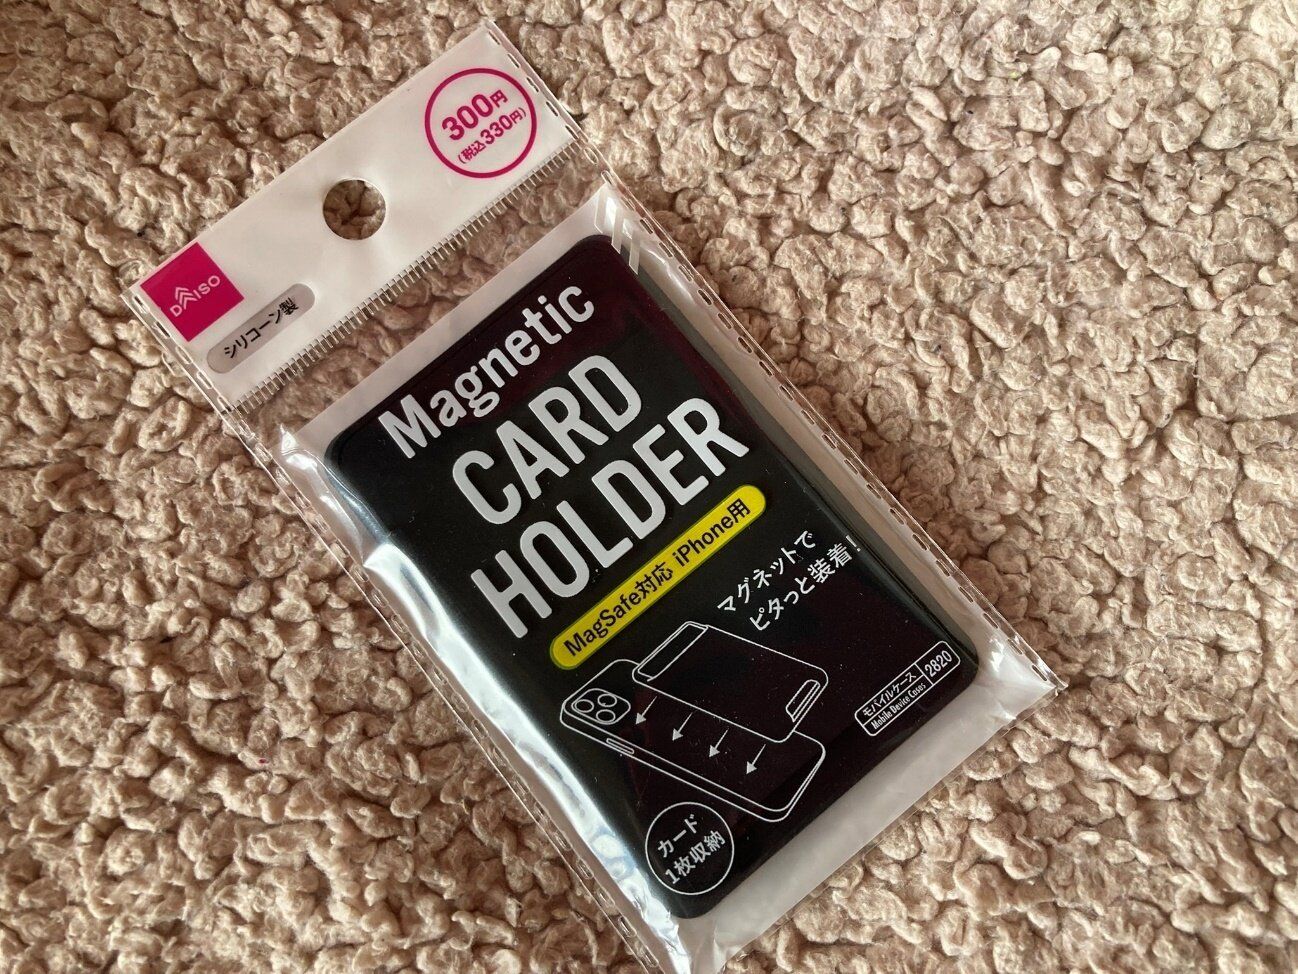 300円
(税込330円)
DAISO
シリコーン製
Magnetic
CARD
HOLDER
MagSafe対応 iPhone用
マグネットで
ピタっと装着!
モバイルケース
Mobile Device Cases
2820
カード
1枚収納